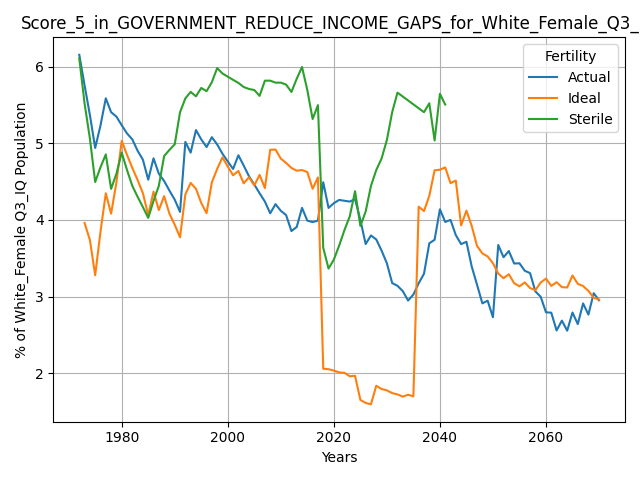 Score_5_in_GOVERNMENT_REDUCE_INCOME_GAPS_for_White_Female_Q3_
Fertility
Actual
Ideal
Sterile
% of White_Female Q3_IQ Population
6
5
4
3
2
1980
2000
2020
2040
2060
Years